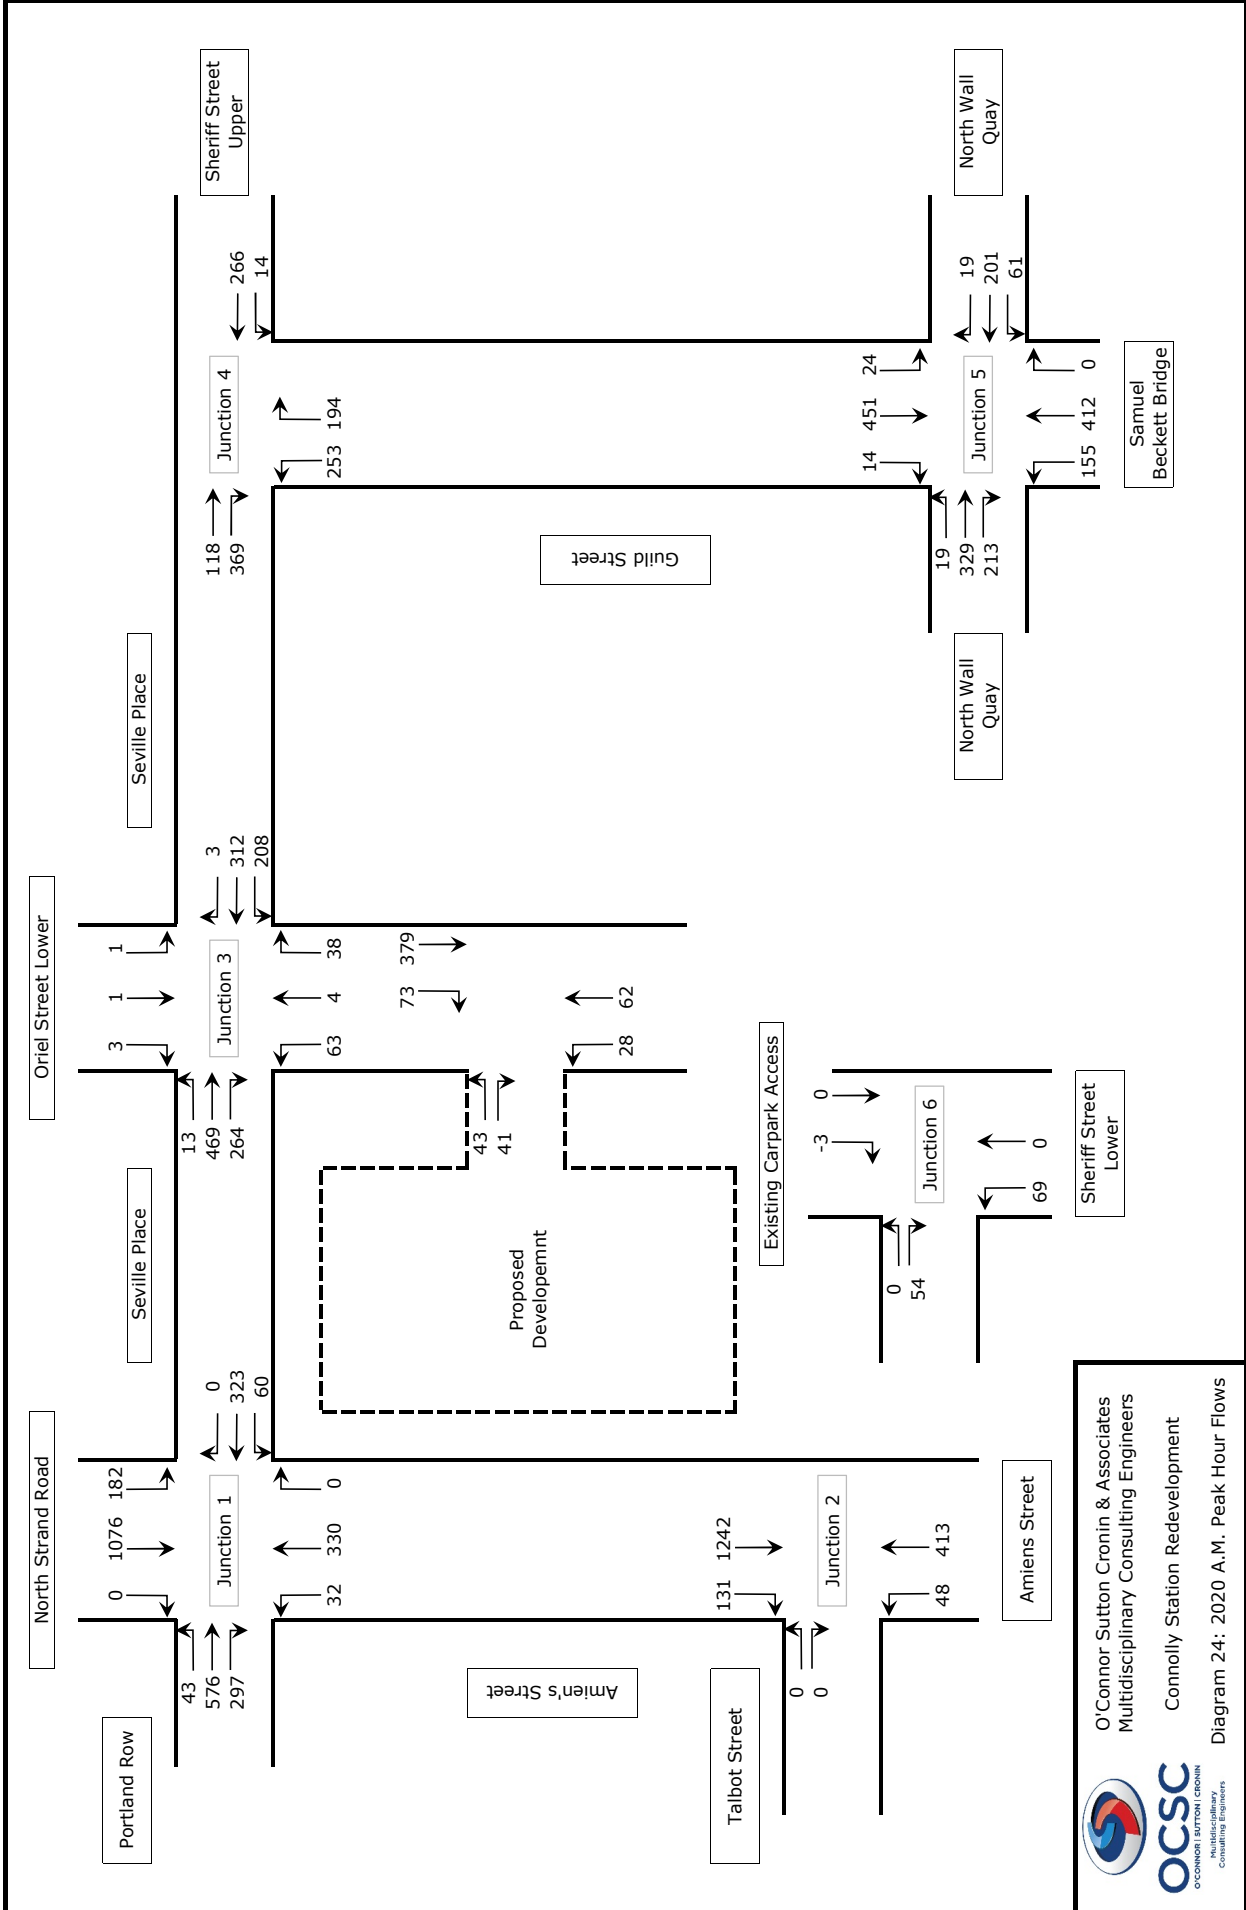 North Strand Road
Portland Row
0
1076
182
43
576
297
Junction 1
0
323
60
32
330
0
Seville Place
Amien's Street
Talbot Street
131
1242
0
0
Junction 2
48
413
Amiens Street
Oriel Street Lower
3
1
1
13
469
264
Junction 3
3
312
208
63
4
38
73
379
43
41
28
62
Proposed
Developemnt
Existing Carpark Access
-3
0
0
54
Junction 6
69
0
Sheriff Street
Lower
Seville Place
118
369
Junction 4
266
14
253
194
Sheriff Street
Upper
Guild Street
14
451
24
19
329
213
Junction 5
19
201
61
155
412
0
North Wall
Quay
North Wall
Quay
Samuel
Beckett Bridge
OCSC
O'CONNOR | SUTTON | CRONIN
Multidisciplinary
Consulting Engineers
O'Connor Sutton Cronin & Associates
Multidisciplinary Consulting Engineers
Connolly Station Redevelopment
Diagram 24: 2020 A.M. Peak Hour Flows